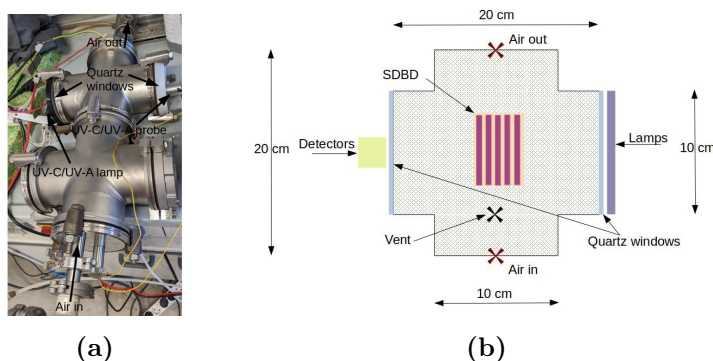 Air out
Quartz
windows
UV-C/UV-A probe
UV-C/UV-A lamp
Air in
(a)
20 cm
Air out
SDBD
Detectors
Lamps
20 cm
10 cm
Vent
Quartz windows
Air in
10 cm
(b)